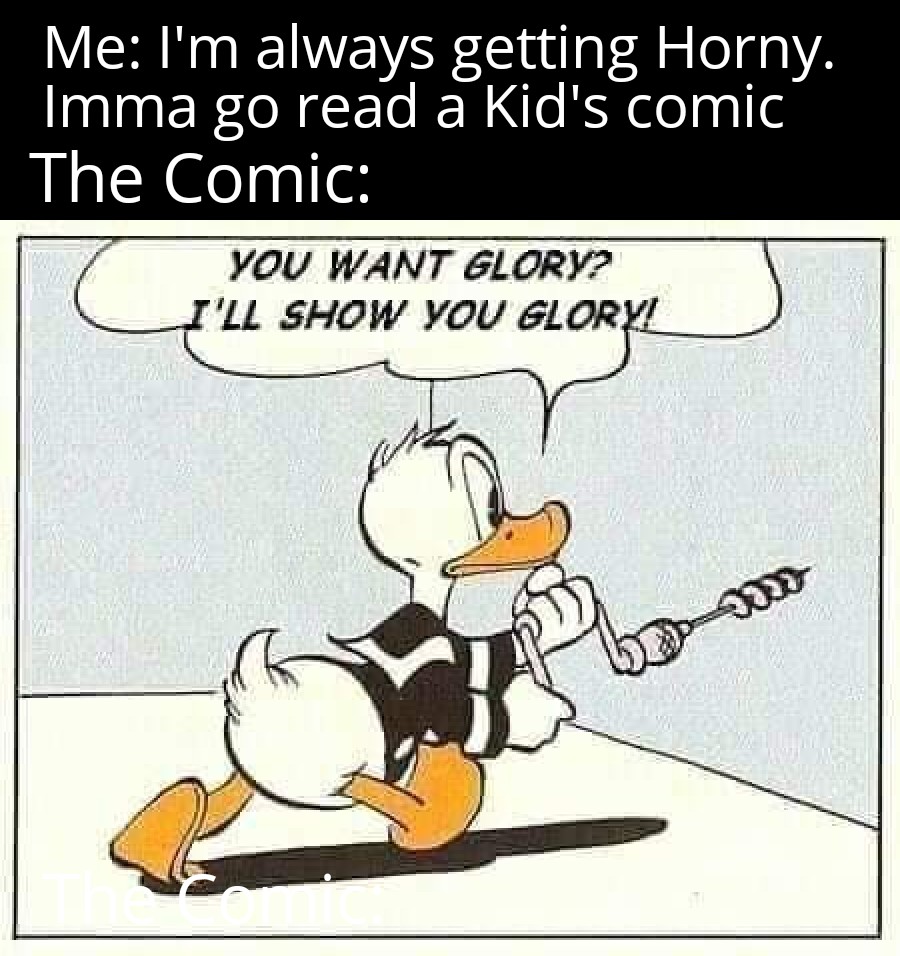 Me: I'm always getting Horny.
Imma go read a Kid's comic
The Comic:
YOU WANT GLORY?
I'LL SHOW YOU GLORY!
The Comic: